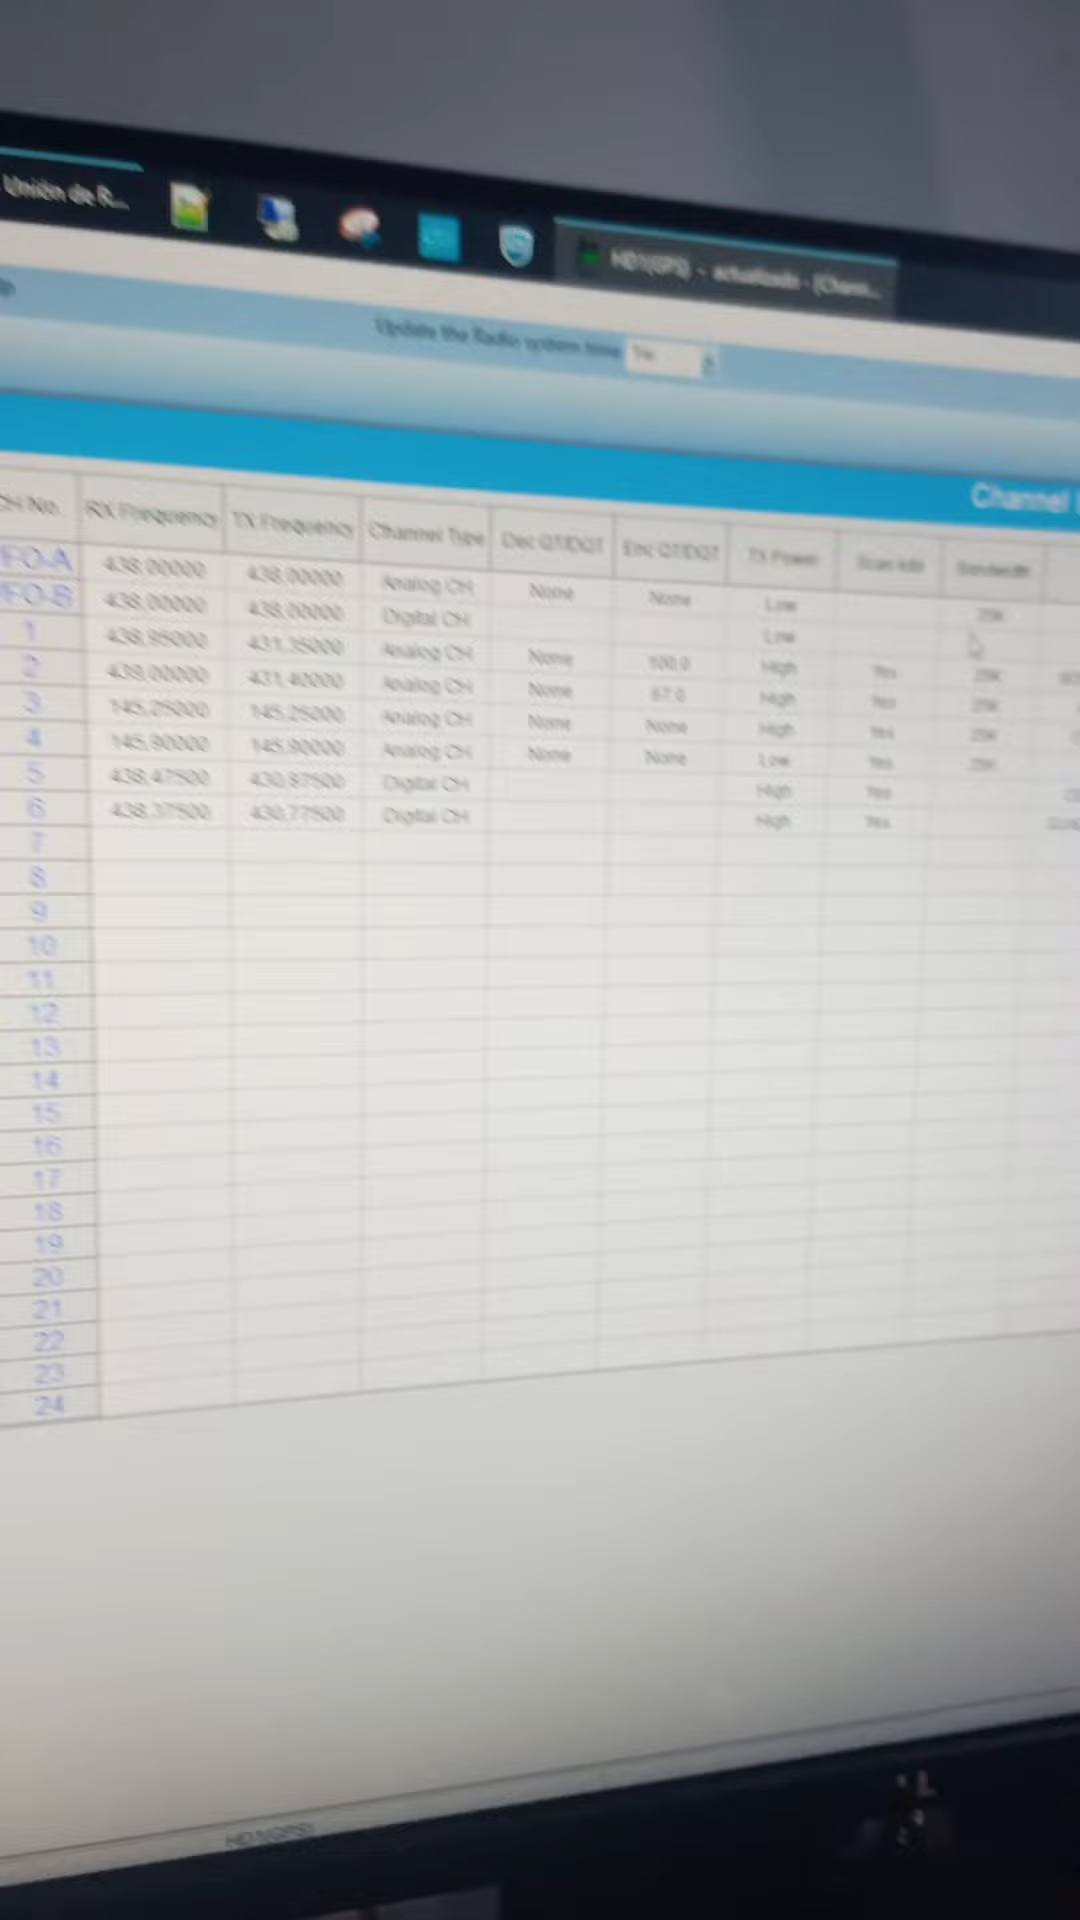 Unión de R...
HD1(GPS) - actualizado - [Chann...
Update the Radio system time
Channel
CH No. RX Frequency TX Frequency Channel Type Dec QT/DQT Enc QT/DQT TX Power Scan Add Bandwidth
VFO-A 438,00000 438,00000 Analog CH None None Low 25K
VFO-B 438,00000 438,00000 Digital CH Low
1 438,95000 431,35000 Analog CH None 100.0 High Yes 25K
2 439,00000 431,40000 Analog CH None 67.0 High Yes 25K
3 145,25000 145,25000 Analog CH None None High Yes 25K
4 145,90000 145,90000 Analog CH None None Low Yes 25K
5 438,47500 430,87500 Digital CH High Yes
6 438,37500 430,77500 Digital CH High Yes
7
8
9
10
11
12
13
14
15
16
17
18
19
20
21
22
23
24
HD1(GPS)